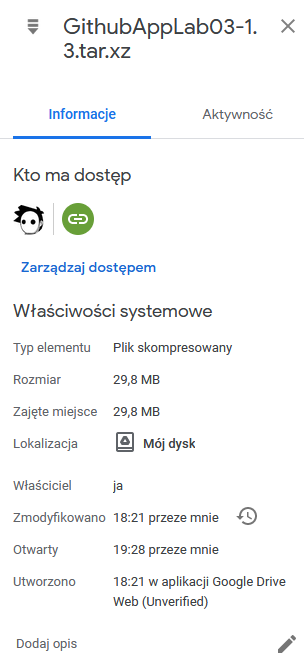 GithubAppLab03-1.
3.tar.xz
Informacje
Aktywność
Kto ma dostęp
Zarządzaj dostępem
Właściwości systemowe
Typ elementu Plik skompresowany
Rozmiar 29,8 MB
Zajęte miejsce 29,8 MB
Lokalizacja Mój dysk
Właściciel ja
Zmodyfikowano 18:21 przeze mnie
Otwarty 19:28 przeze mnie
Utworzono 18:21 w aplikacji Google Drive
Web (Unverified)
Dodaj opis